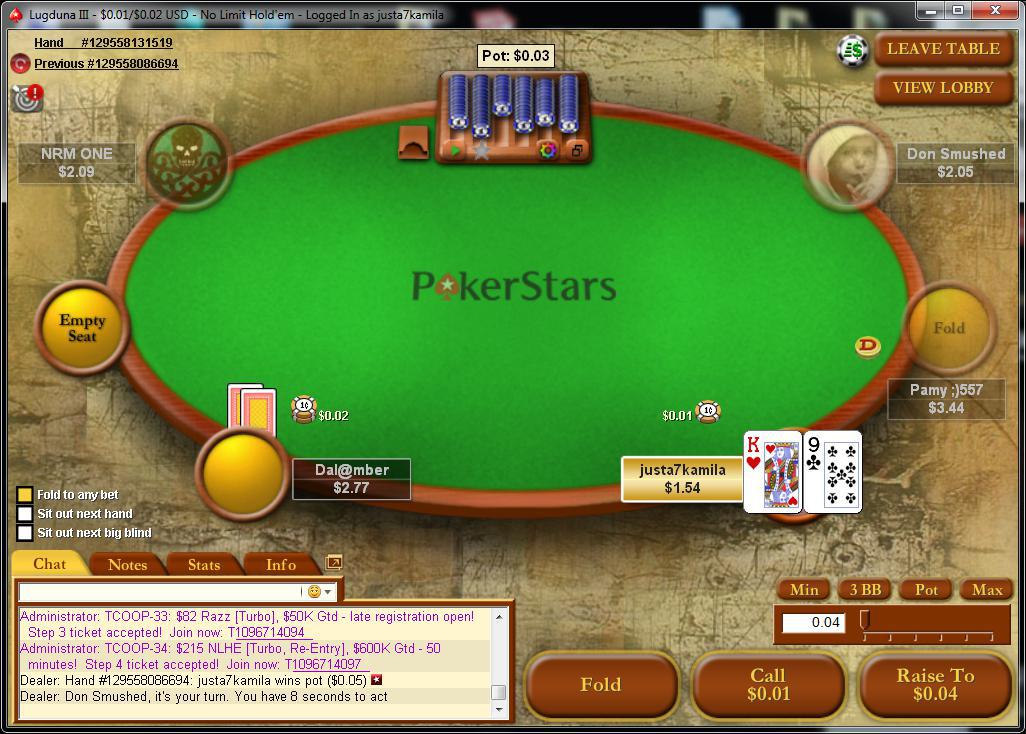 Lugduna III - $0.01/$0.02 USD - No Limit Hold'em - Logged In as justa7kamila
Hand #129558131519
Previous #129558086694
Pot: $0.03
LEAVE TABLE
VIEW LOBBY
NRM ONE
$2.09
Don Smushed
$2.05
PokerStars
Empty
Seat
Fold
D
Pamy ;)557
$3.44
1¢
$0.02
$0.01
1¢
Dal@mber
$2.77
justa7kamila
$1.54
K
9
Fold to any bet
Sit out next hand
Sit out next big blind
Chat
Notes
Stats
Info
Administrator: TCOOP-33: $82 Razz [Turbo], $50K Gtd - late registration open!
Step 3 ticket accepted! Join now: T1096714094
Administrator: TCOOP-34: $215 NLHE [Turbo, Re-Entry], $600K Gtd - 50
minutes! Step 4 ticket accepted! Join now: T1096714097
Dealer: Hand #129558086694: justa7kamila wins pot ($0.05)
Dealer: Don Smushed, it's your turn. You have 8 seconds to act
Min
3 BB
Pot
Max
0.04
Fold
Call
$0.01
Raise To
$0.04